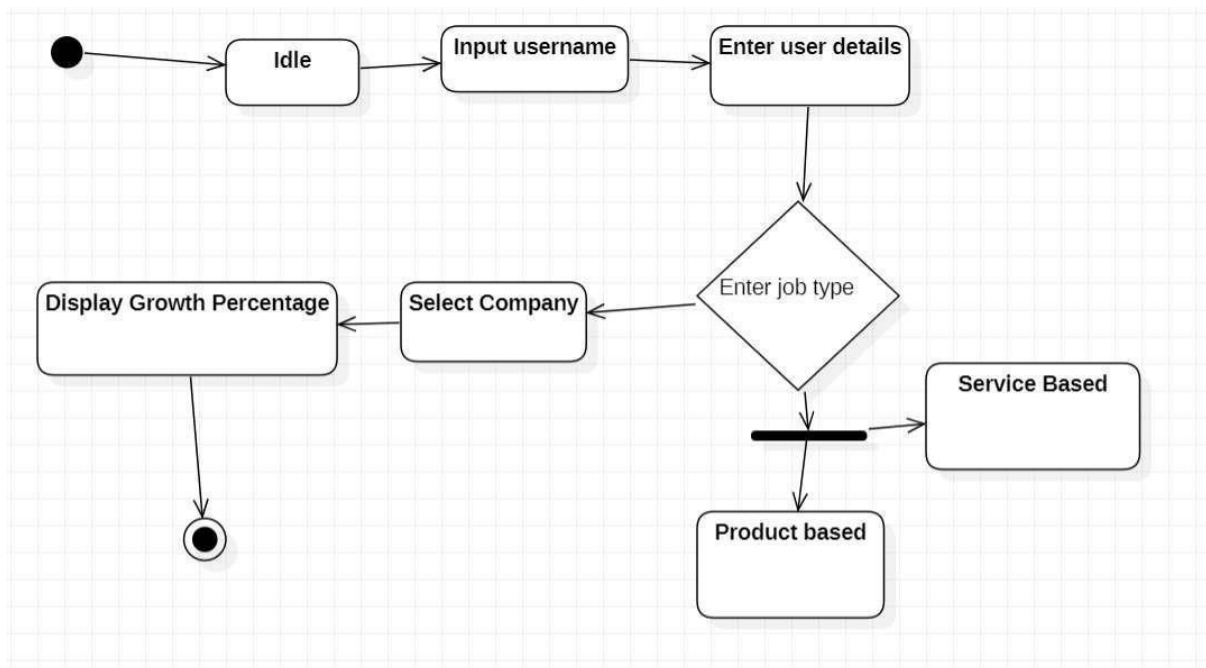 Idle
Input username
Enter user details
Enter job type
Display Growth Percentage
Select Company
Service Based
Product based